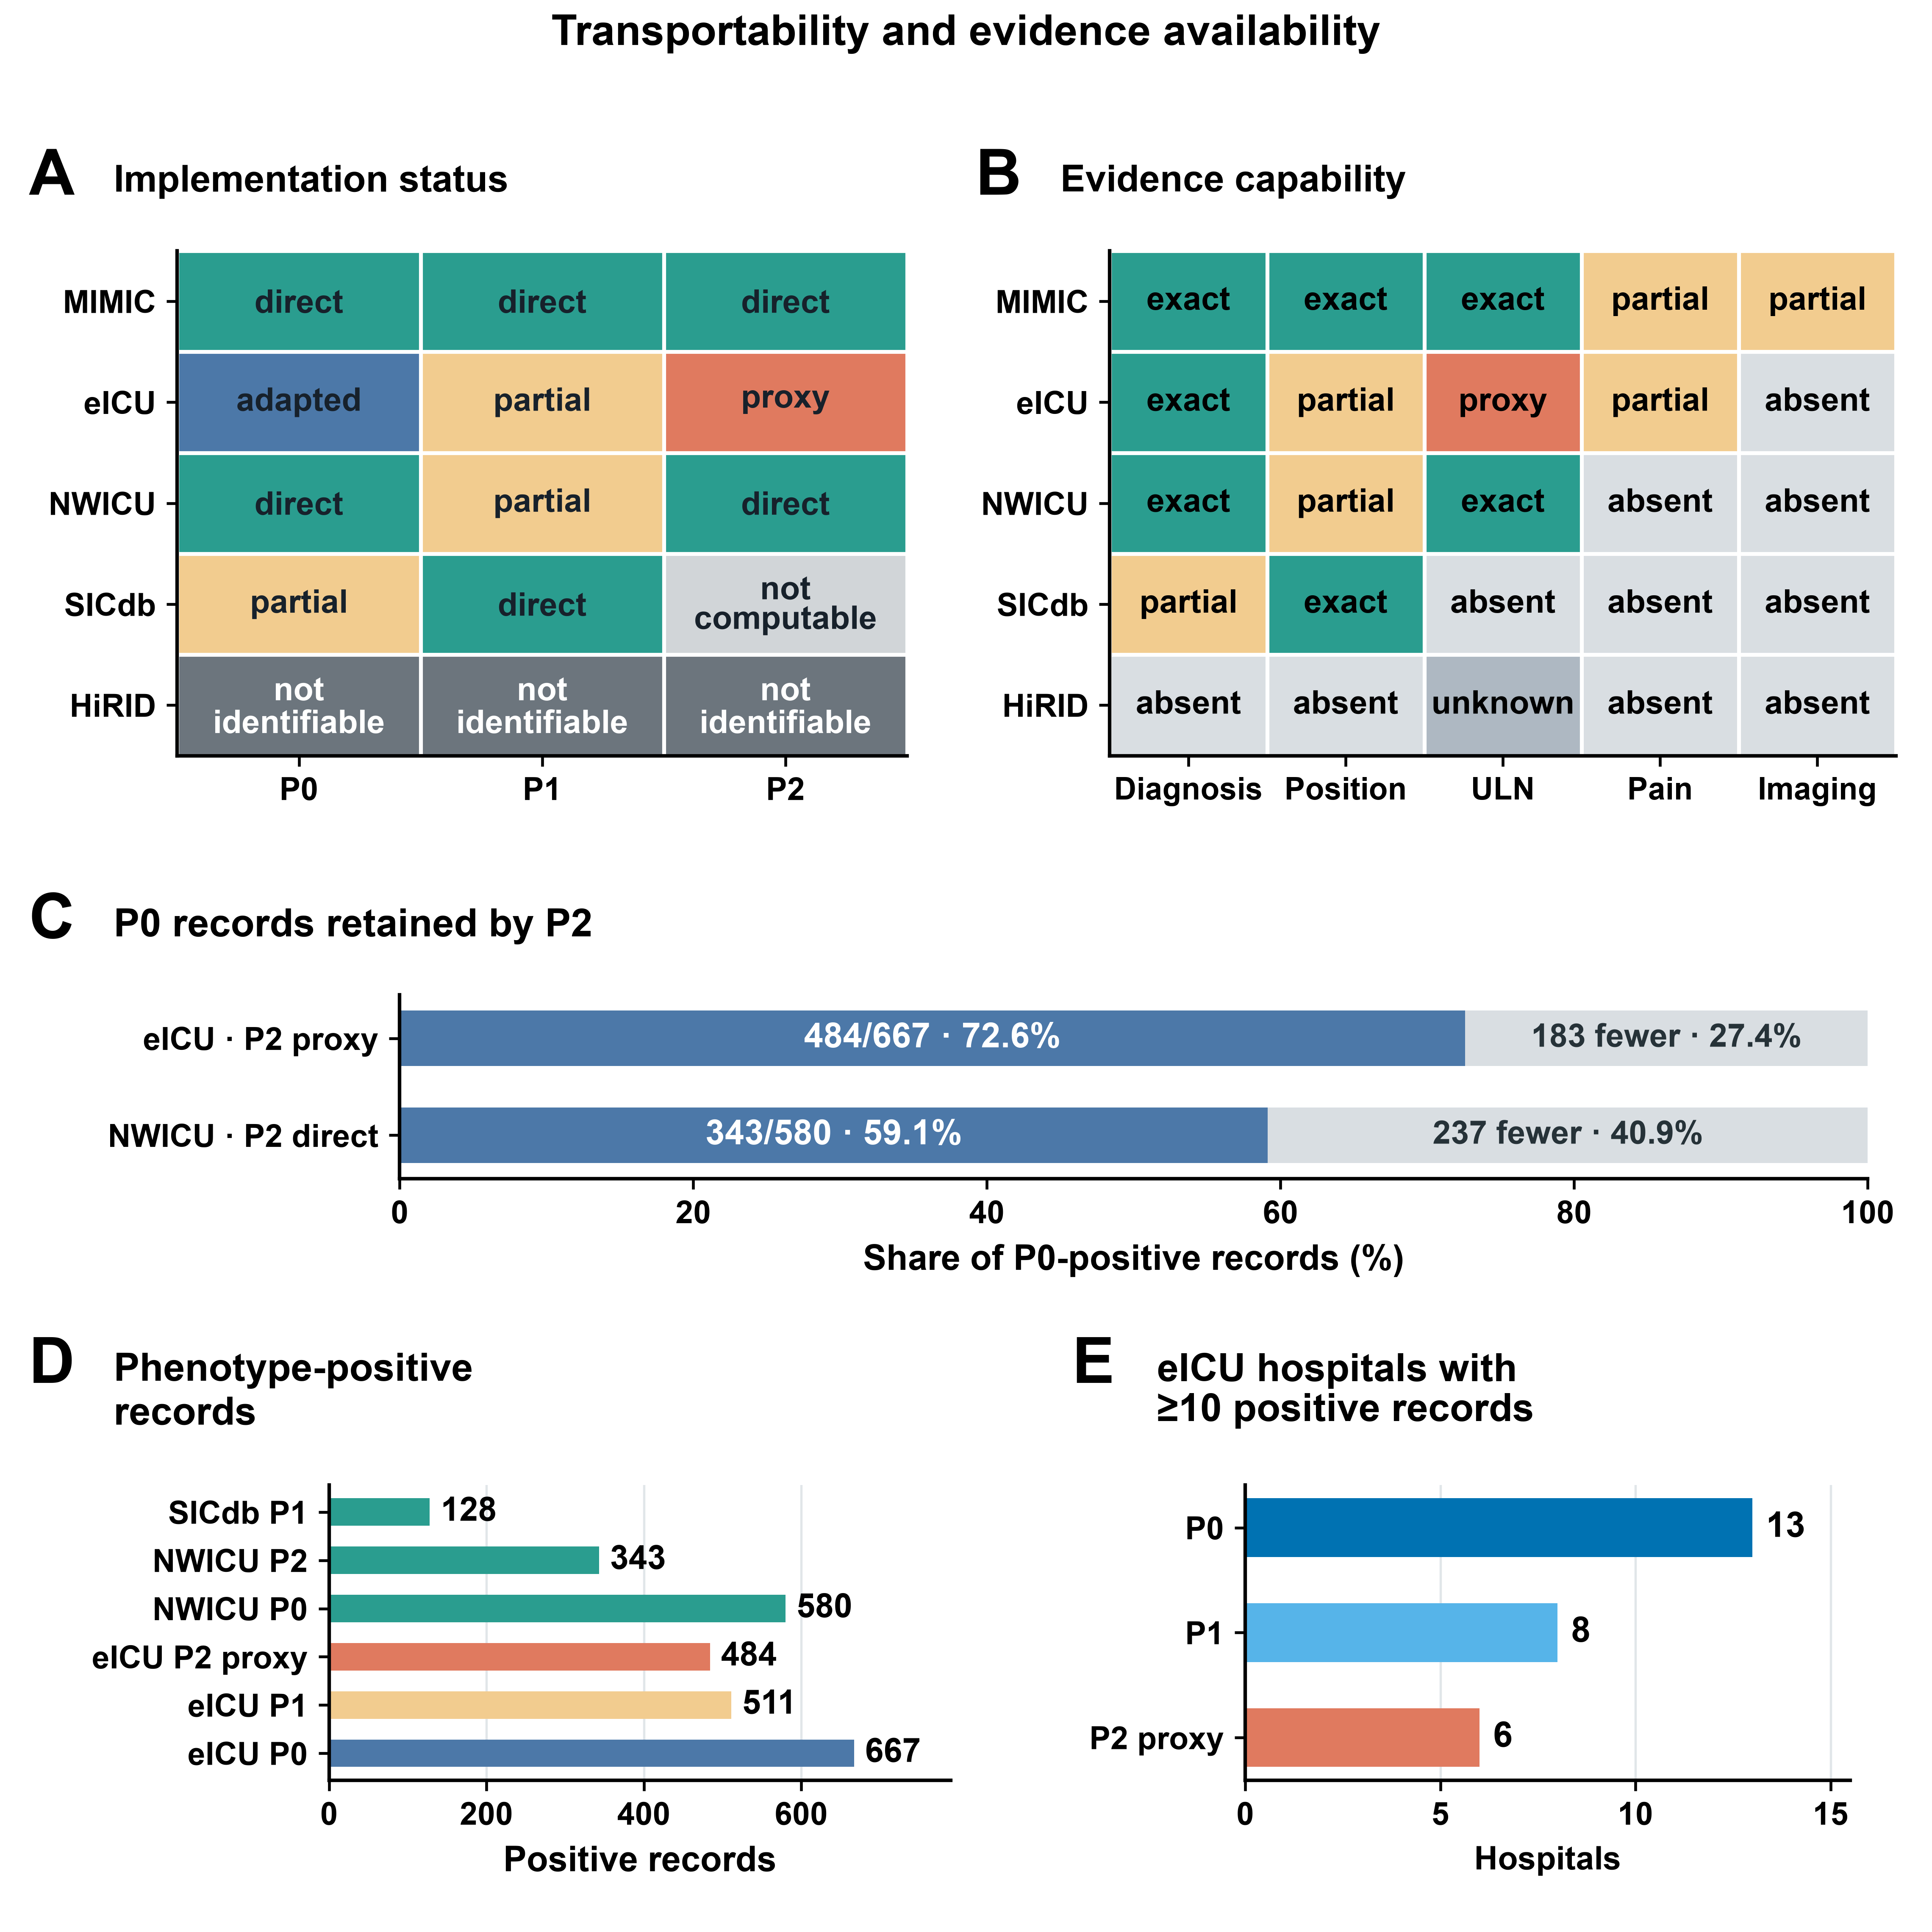 Transportability and evidence availability
A Implementation status
MIMIC direct direct direct
eICU adapted partial proxy
NWICU direct partial direct
SICdb partial direct not computable
HiRID not identifiable not identifiable not identifiable
P0 P1 P2
B Evidence capability
MIMIC exact exact exact partial partial
eICU exact partial proxy partial absent
NWICU exact partial exact absent absent
SICdb partial exact absent absent absent
HiRID absent absent unknown absent absent
Diagnosis Position ULN Pain Imaging
C P0 records retained by P2
eICU · P2 proxy 484/667 · 72.6% 183 fewer · 27.4%
NWICU · P2 direct 343/580 · 59.1% 237 fewer · 40.9%
0 20 40 60 80 100
Share of P0-positive records (%)
D Phenotype-positive
records
SICdb P1 128
NWICU P2 343
NWICU P0 580
eICU P2 proxy 484
eICU P1 511
eICU P0 667
0 200 400 600
Positive records
E eICU hospitals with
≥10 positive records
P0 13
P1 8
P2 proxy 6
0 5 10 15
Hospitals